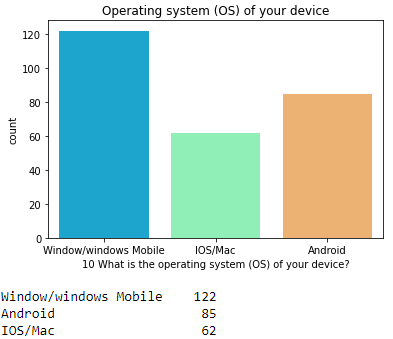 Operating system (OS) of your device
120
100
80
60
40
20
0
count
Window/windows Mobile IOS/Mac Android
10 What is the operating system (OS) of your device?
Window/windows Mobile 122
Android 85
IOS/Mac 62